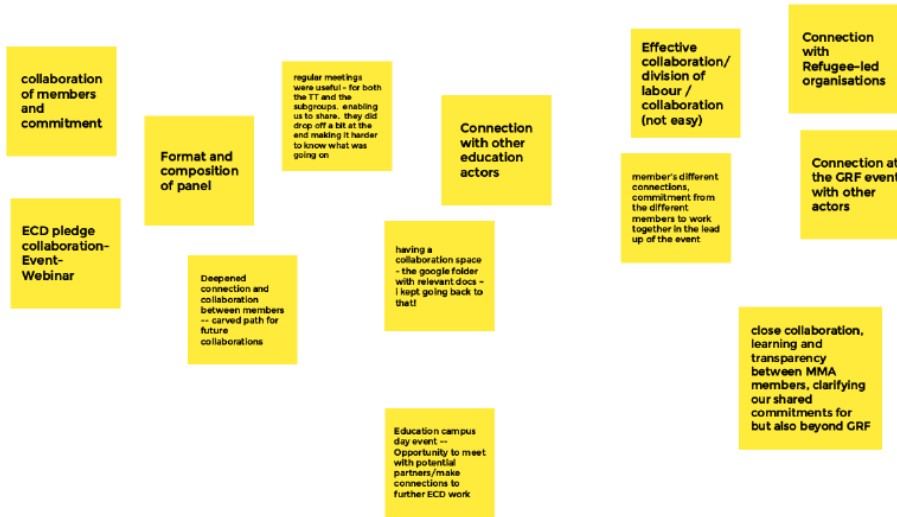 collaboration
of members
and
commitment
ECD pledge
collaboration-
Event-
Webinar
Format and
composition
of panel
Deepened
connection and
collaboration
between members
-- carved path for
future
collaborations
regular meetings
were useful - for both
the TT and the
subgroups. enabling
us to share. they did
drop off a bit at the
end making it harder
to know what was
going on
Connection
with other
education
actors
having a
collaboration space
- the google folder
with relevant docs -
i kept going back to
that!
Education campus
day event --
Opportunity to meet
with potential
partners/make
connections to
further ECD work
Effective
collaboration/
division of
labour /
collaboration
(not easy)
member's different
connections,
commitment from
the different
members to work
together in the lead
up of the event
Connection
with
Refugee-led
organisations
Connection at
the GRF event
with other
actors
close collaboration,
learning and
transparency
between MMA
members, clarifying
our shared
commitments for
but also beyond GRF